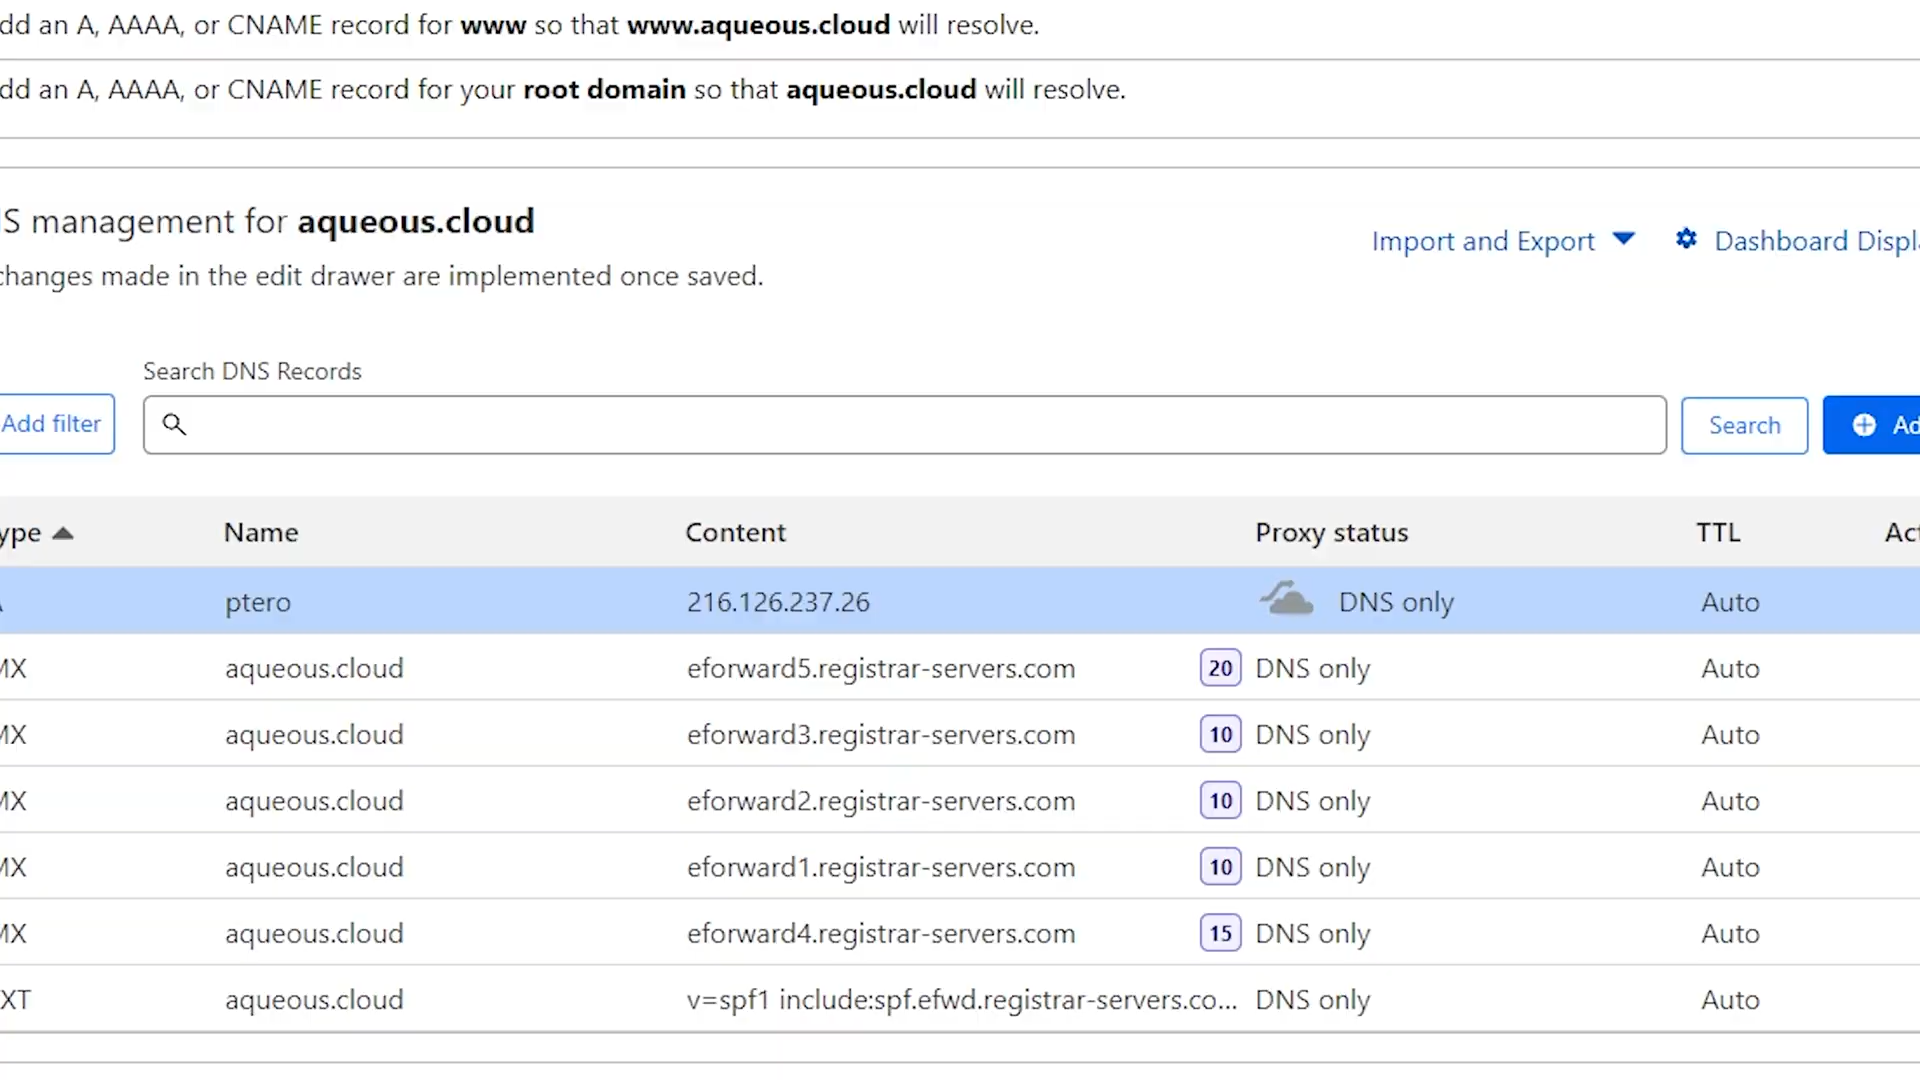 dd an A, AAAA, or CNAME record for www so that www.aqueous.cloud will resolve.
dd an A, AAAA, or CNAME record for your root domain so that aqueous.cloud will resolve.
S management for aqueous.cloud
Import and Export
Dashboard Displa
changes made in the edit drawer are implemented once saved.
Search DNS Records
Add filter
Search
Ad
ype Name Content Proxy status TTL Act
A ptero 216.126.237.26 DNS only Auto
MX aqueous.cloud eforward5.registrar-servers.com 20 DNS only Auto
MX aqueous.cloud eforward3.registrar-servers.com 10 DNS only Auto
MX aqueous.cloud eforward2.registrar-servers.com 10 DNS only Auto
MX aqueous.cloud eforward1.registrar-servers.com 10 DNS only Auto
MX aqueous.cloud eforward4.registrar-servers.com 15 DNS only Auto
XT aqueous.cloud v=spf1 include:spf.efwd.registrar-servers.co... DNS only Auto